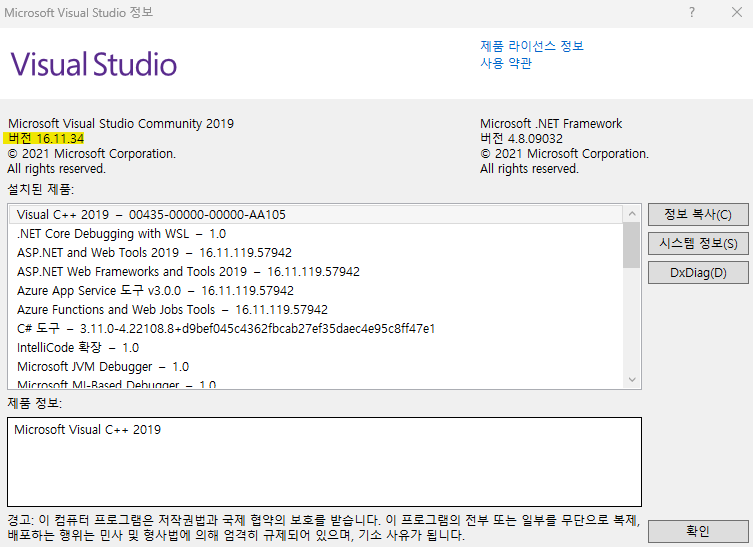 Microsoft Visual Studio 정보
Visual Studio
제품 라이선스 정보
사용 약관
Microsoft Visual Studio Community 2019
버전 16.11.34
© 2021 Microsoft Corporation.
All rights reserved.
Microsoft .NET Framework
버전 4.8.09032
© 2021 Microsoft Corporation.
All rights reserved.
설치된 제품:
Visual C++ 2019 – 00435-00000-00000-AA105
.NET Core Debugging with WSL – 1.0
ASP.NET and Web Tools 2019 – 16.11.119.57942
ASP.NET Web Frameworks and Tools 2019 – 16.11.119.57942
Azure App Service 도구 v3.0.0 – 16.11.119.57942
Azure Functions and Web Jobs Tools – 16.11.119.57942
C# 도구 – 3.11.0-4.22108.8+d9bef045c4362fbcab27ef35daec4e95c8ff47e1
IntelliCode 확장 – 1.0
Microsoft JVM Debugger – 1.0
Microsoft MI-Based Debugger – 1.0
정보 복사(C)
시스템 정보(S)
DxDiag(D)
제품 정보:
Microsoft Visual C++ 2019
경고: 이 컴퓨터 프로그램은 저작권법과 국제 협약의 보호를 받습니다. 이 프로그램의 전부 또는 일부를 무단으로 복제,
배포하는 행위는 민사 및 형사법에 의해 엄격히 규제되어 있으며, 기소 사유가 됩니다.
확인